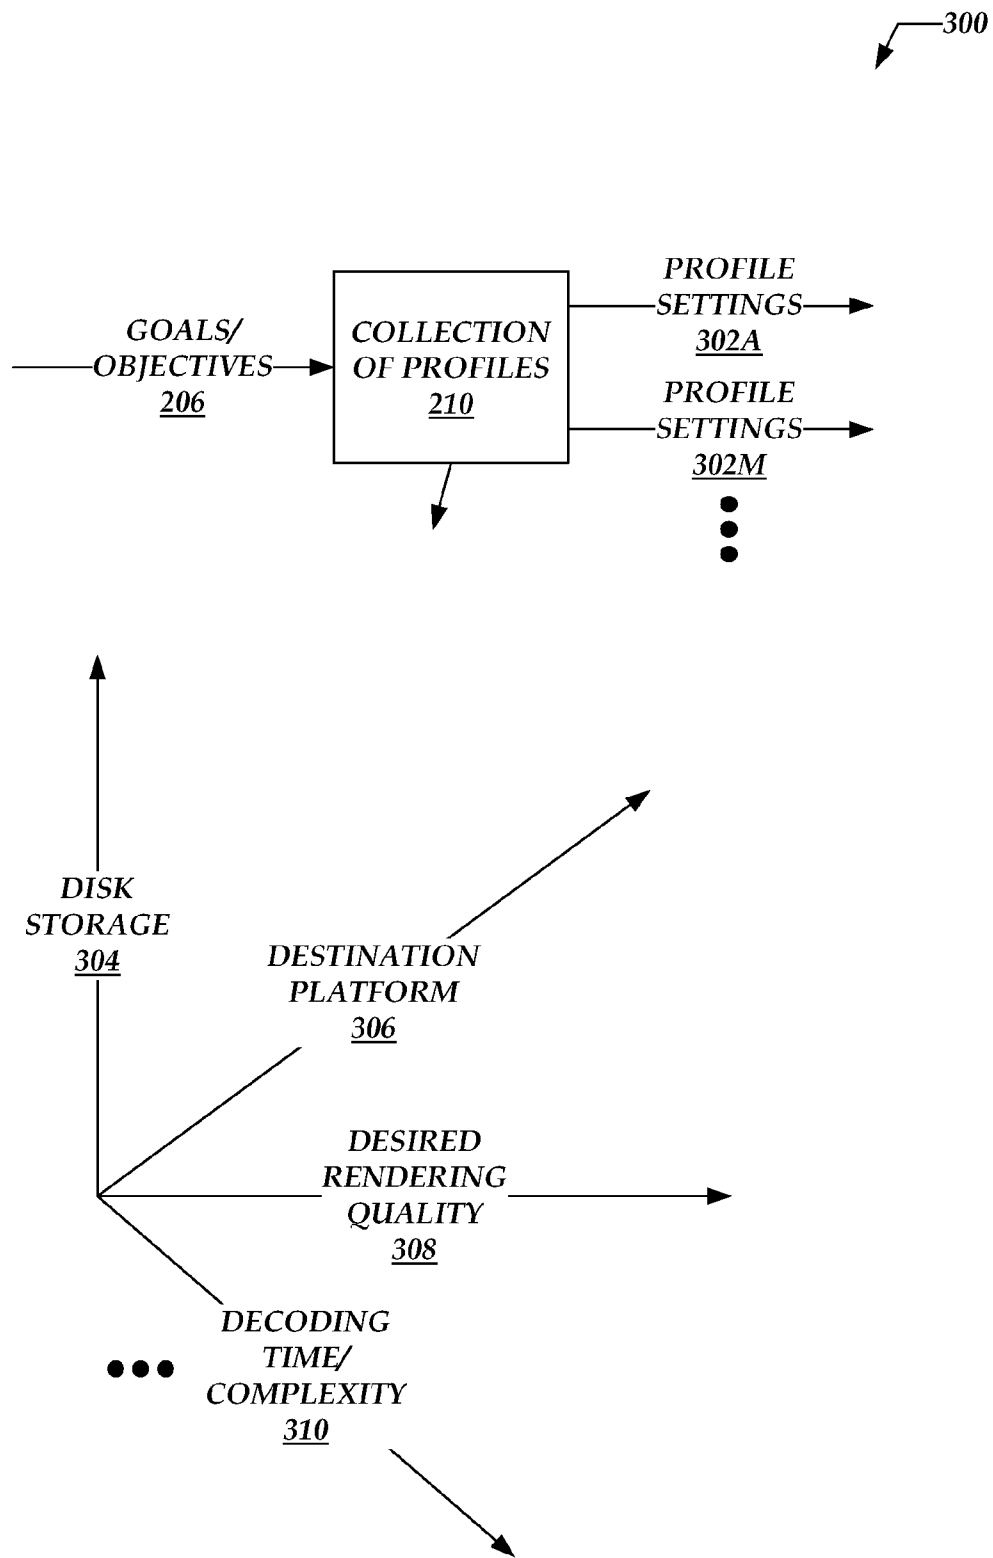 300
GOALS/
OBJECTIVES
206
COLLECTION
OF PROFILES
210
PROFILE
SETTINGS
302A
PROFILE
SETTINGS
302M
DISK
STORAGE
304
DESTINATION
PLATFORM
306
DESIRED
RENDERING
QUALITY
308
DECODING
TIME/
COMPLEXITY
310